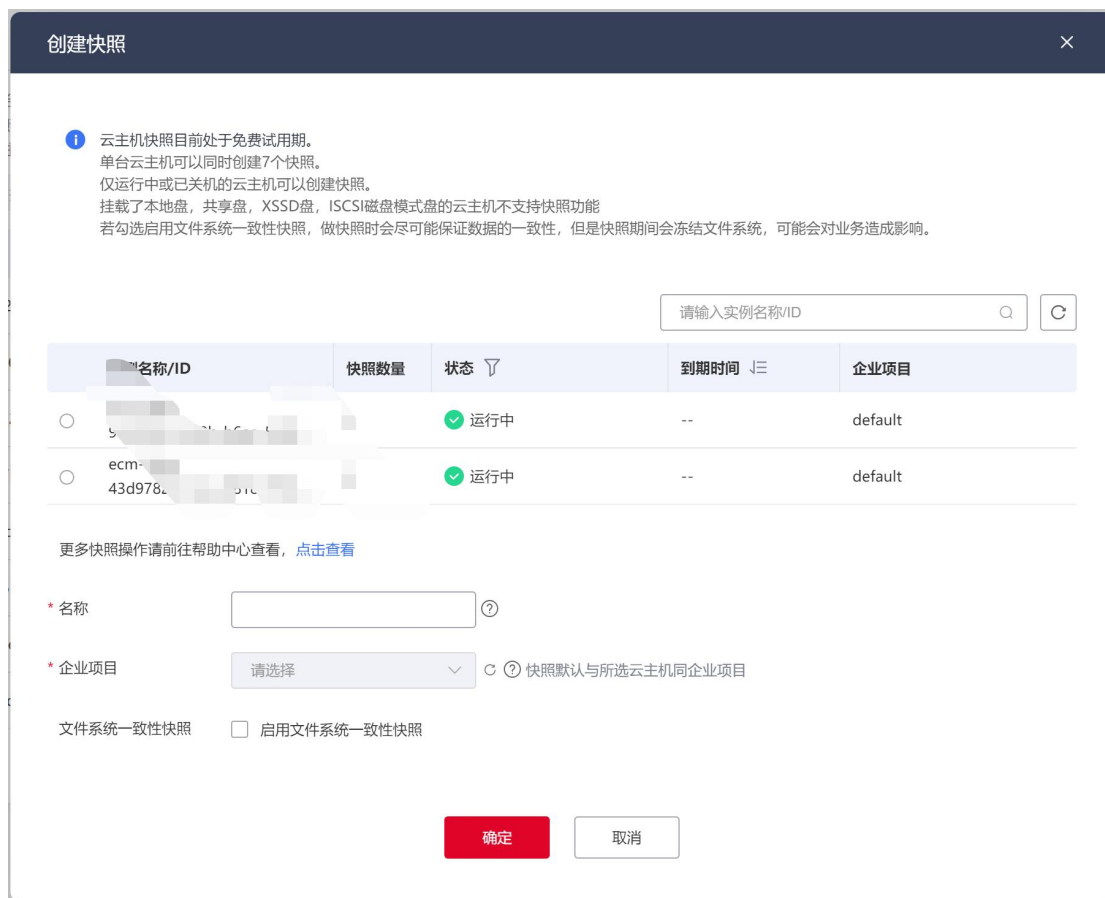 创建快照
云主机快照目前处于免费试用期。
单台云主机可以同时创建7个快照。
仅运行中或已关机的云主机可以创建快照。
挂载了本地盘，共享盘，XSSD盘，ISCSI磁盘模式盘的云主机不支持快照功能
若勾选启用文件系统一致性快照，做快照时会尽可能保证数据的一致性，但是快照期间会冻结文件系统，可能会对业务造成影响。
请输入实例名称/ID
名称/ID 快照数量 状态 到期时间 企业项目
运行中 -- default
ecm-
43d978 运行中 -- default
更多快照操作请前往帮助中心查看，点击查看
* 名称
* 企业项目 请选择 快照默认与所选云主机同企业项目
文件系统一致性快照 启用文件系统一致性快照
确定 取消